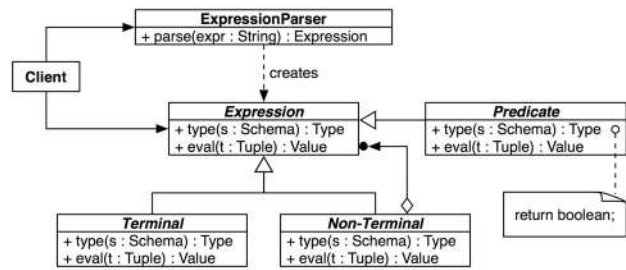 ExpressionParser
+ parse(expr : String) : Expression
Client
creates
Expression
+ type(s : Schema) : Type
+ eval(t : Tuple) : Value
Predicate
+ type(s : Schema) : Type
+ eval(t : Tuple) : Value
return boolean;
Terminal
+ type(s : Schema) : Type
+ eval(t : Tuple) : Value
Non-Terminal
+ type(s : Schema) : Type
+ eval(t : Tuple) : Value